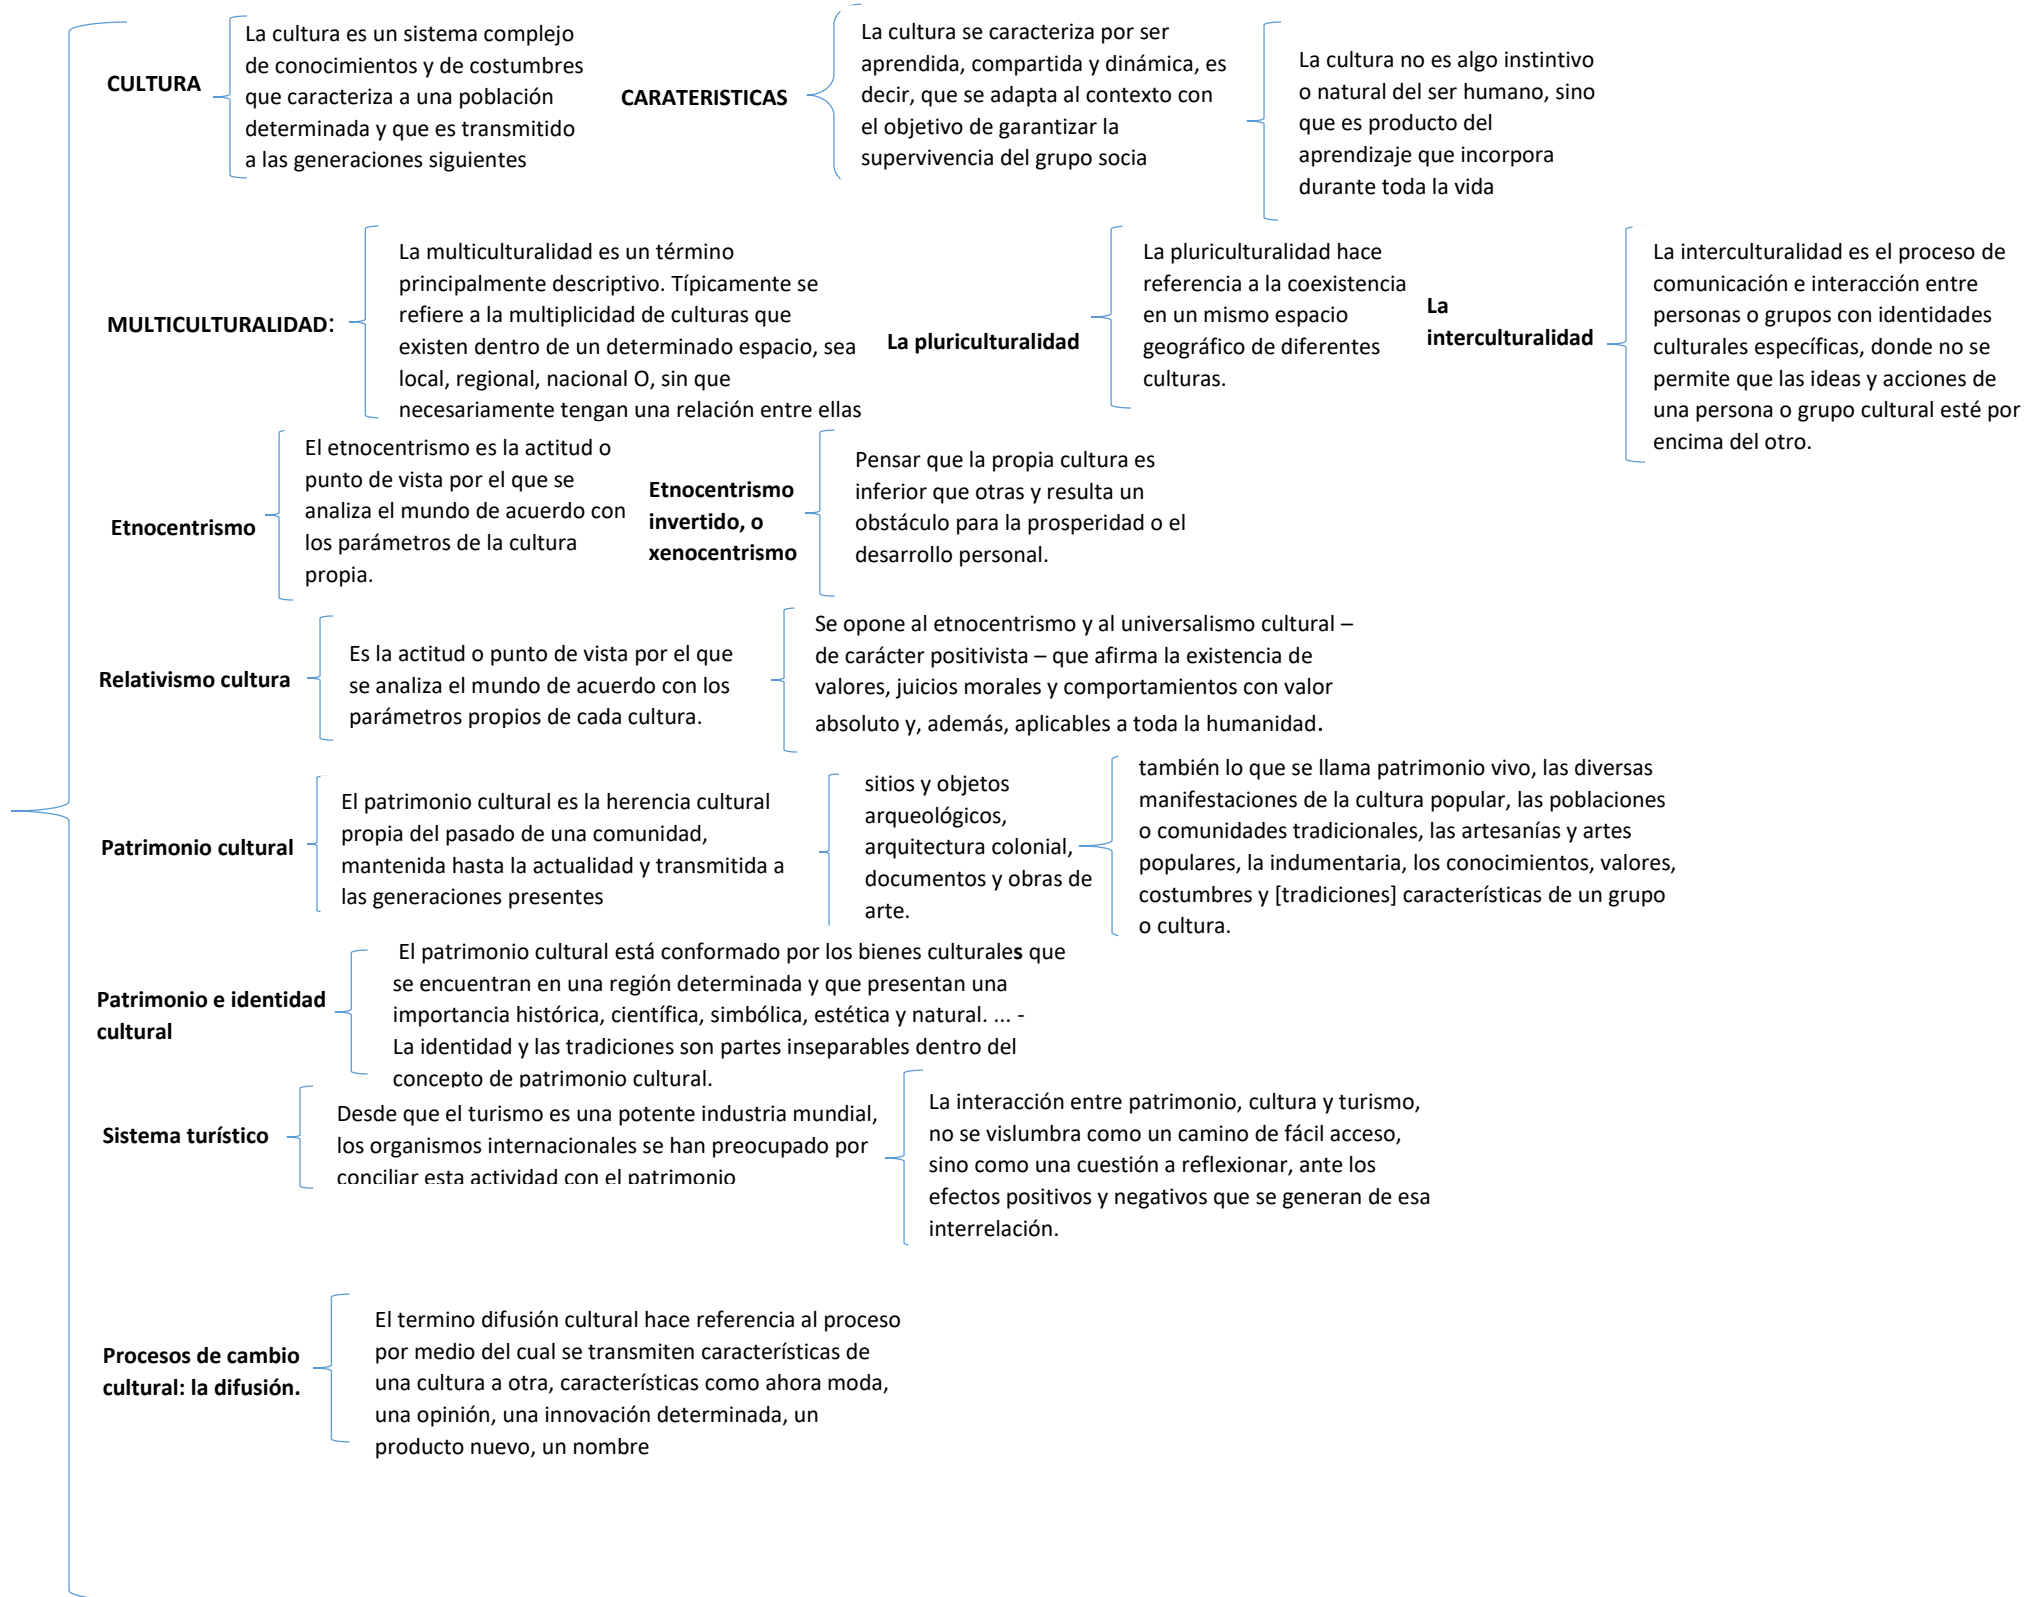 CULTURA
La cultura es un sistema complejo
de conocimientos y de costumbres
que caracteriza a una población
determinada y que es transmitido
a las generaciones siguientes
CARATERISTICAS
La cultura se caracteriza por ser
aprendida, compartida y dinámica, es
decir, que se adapta al contexto con
el objetivo de garantizar la
supervivencia del grupo socia
La cultura no es algo instintivo
o natural del ser humano, sino
que es producto del
aprendizaje que incorpora
durante toda la vida
MULTICULTURALIDAD:
La multiculturalidad es un término
principalmente descriptivo. Típicamente se
refiere a la multiplicidad de culturas que
existen dentro de un determinado espacio, sea
local, regional, nacional O, sin que
necesariamente tengan una relación entre ellas
La pluriculturalidad
La pluriculturalidad hace
referencia a la coexistencia
en un mismo espacio
geográfico de diferentes
culturas.
La
interculturalidad
La interculturalidad es el proceso de
comunicación e interacción entre
personas o grupos con identidades
culturales específicas, donde no se
permite que las ideas y acciones de
una persona o grupo cultural esté por
encima del otro.
Etnocentrismo
El etnocentrismo es la actitud o
punto de vista por el que se
analiza el mundo de acuerdo con
los parámetros de la cultura
propia.
Etnocentrismo
invertido, o
xenocentrismo
Pensar que la propia cultura es
inferior que otras y resulta un
obstáculo para la prosperidad o el
desarrollo personal.
Relativismo cultura
Es la actitud o punto de vista por el que
se analiza el mundo de acuerdo con los
parámetros propios de cada cultura.
Se opone al etnocentrismo y al universalismo cultural –
de carácter positivista – que afirma la existencia de
valores, juicios morales y comportamientos con valor
absoluto y, además, aplicables a toda la humanidad.
Patrimonio cultural
El patrimonio cultural es la herencia cultural
propia del pasado de una comunidad,
mantenida hasta la actualidad y transmitida a
las generaciones presentes
sitios y objetos
arqueológicos,
arquitectura colonial,
documentos y obras de
arte.
también lo que se llama patrimonio vivo, las diversas
manifestaciones de la cultura popular, las poblaciones
o comunidades tradicionales, las artesanías y artes
populares, la indumentaria, los conocimientos, valores,
costumbres y [tradiciones] características de un grupo
o cultura.
Patrimonio e identidad
cultural
El patrimonio cultural está conformado por los bienes culturales que
se encuentran en una región determinada y que presentan una
importancia histórica, científica, simbólica, estética y natural. ... -
La identidad y las tradiciones son partes inseparables dentro del
concepto de patrimonio cultural.
Sistema turístico
Desde que el turismo es una potente industria mundial,
los organismos internacionales se han preocupado por
conciliar esta actividad con el patrimonio
La interacción entre patrimonio, cultura y turismo,
no se vislumbra como un camino de fácil acceso,
sino como una cuestión a reflexionar, ante los
efectos positivos y negativos que se generan de esa
interrelación.
Procesos de cambio
cultural: la difusión.
El termino difusión cultural hace referencia al proceso
por medio del cual se transmiten características de
una cultura a otra, características como ahora moda,
una opinión, una innovación determinada, un
producto nuevo, un nombre